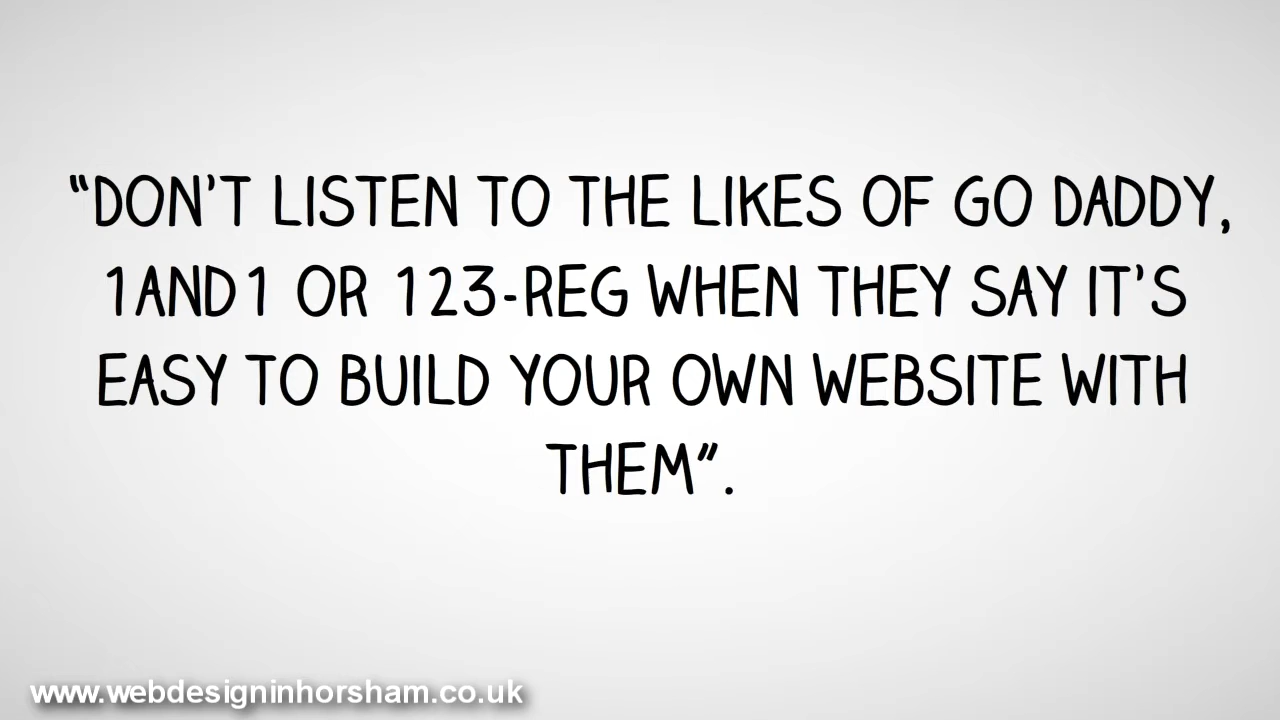 "DON'T LISTEN TO THE LIKES OF GO DADDY,
1AND1 OR 123-REG WHEN THEY SAY IT'S
EASY TO BUILD YOUR OWN WEBSITE WITH
THEM".
www.webdesigninhorsham.co.uk